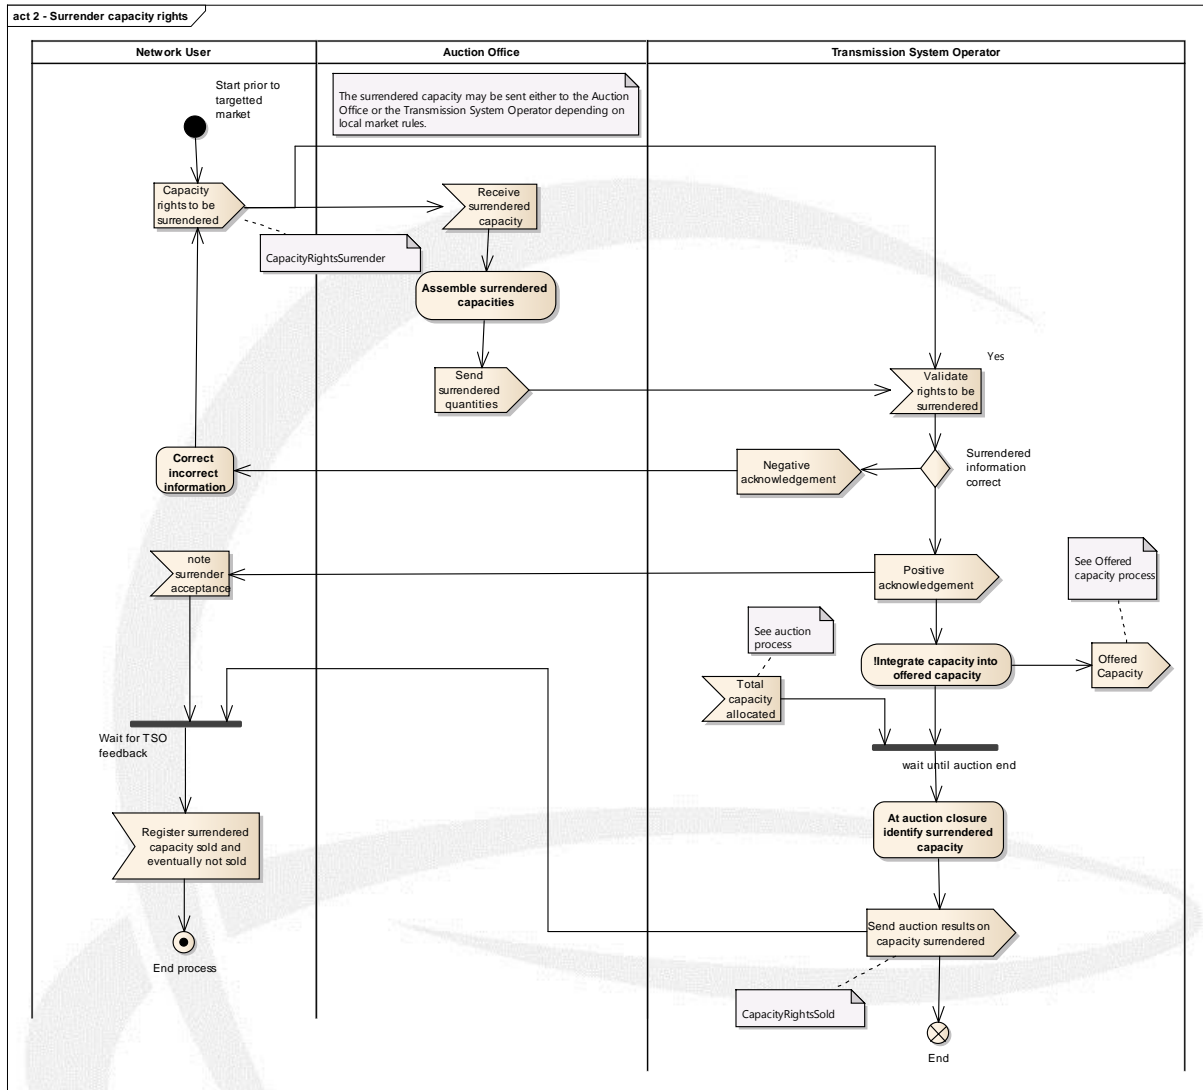 act 2 - Surrender capacity rights
Network User
Auction Office
Transmission System Operator
Start prior to
targetted
market
The surrendered capacity may be sent either to the Auction
Office or the Transmission System Operator depending on
local market rules.
Capacity
rights to be
surrendered
Receive
surrendered
capacity
CapacityRightsSurrender
Assemble surrendered
capacities
Send
surrendered
quantities
Yes
Validate
rights to be
surrendered
Correct
incorrect
information
Negative
acknowledgement
Surrendered
information
correct
note
surrender
acceptance
Positive
acknowledgement
See Offered
capacity process
See auction
process
!Integrate capacity into
offered capacity
Offered
Capacity
Total
capacity
allocated
Wait for TSO
feedback
wait until auction end
Register surrendered
capacity sold and
eventually not sold
At auction closure
identify surrendered
capacity
Send auction results on
capacity surrendered
End process
CapacityRightsSold
End